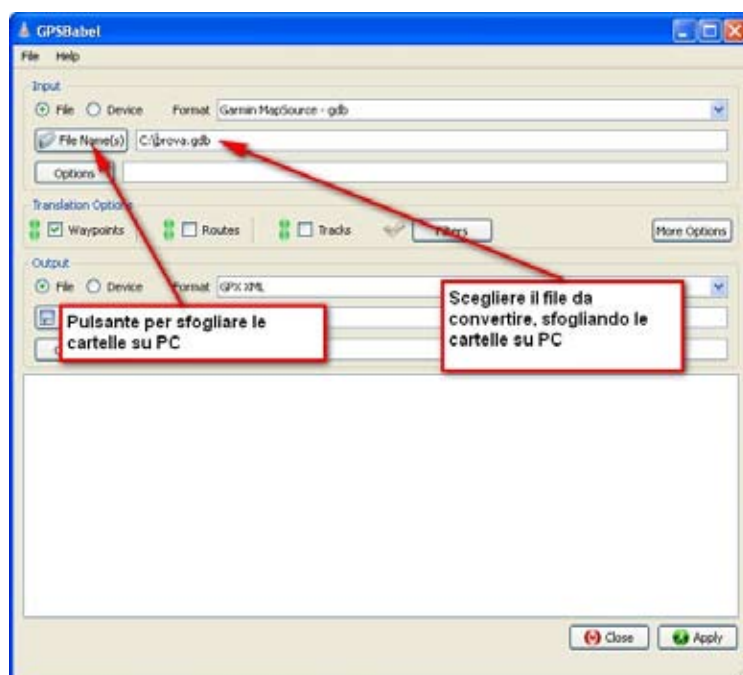 GPSBabel
File Help
Input
File Device Format Garmin MapSource - gdb
File Name(s) C:\prova.gdb
Options
Translation Options
Waypoints Routes Tracks Filters More Options
Output
File Device Format GPX XML
Pulsante per sfogliare le
cartelle su PC
Scegliere il file da
convertire, sfogliando le
cartelle su PC
Close Apply